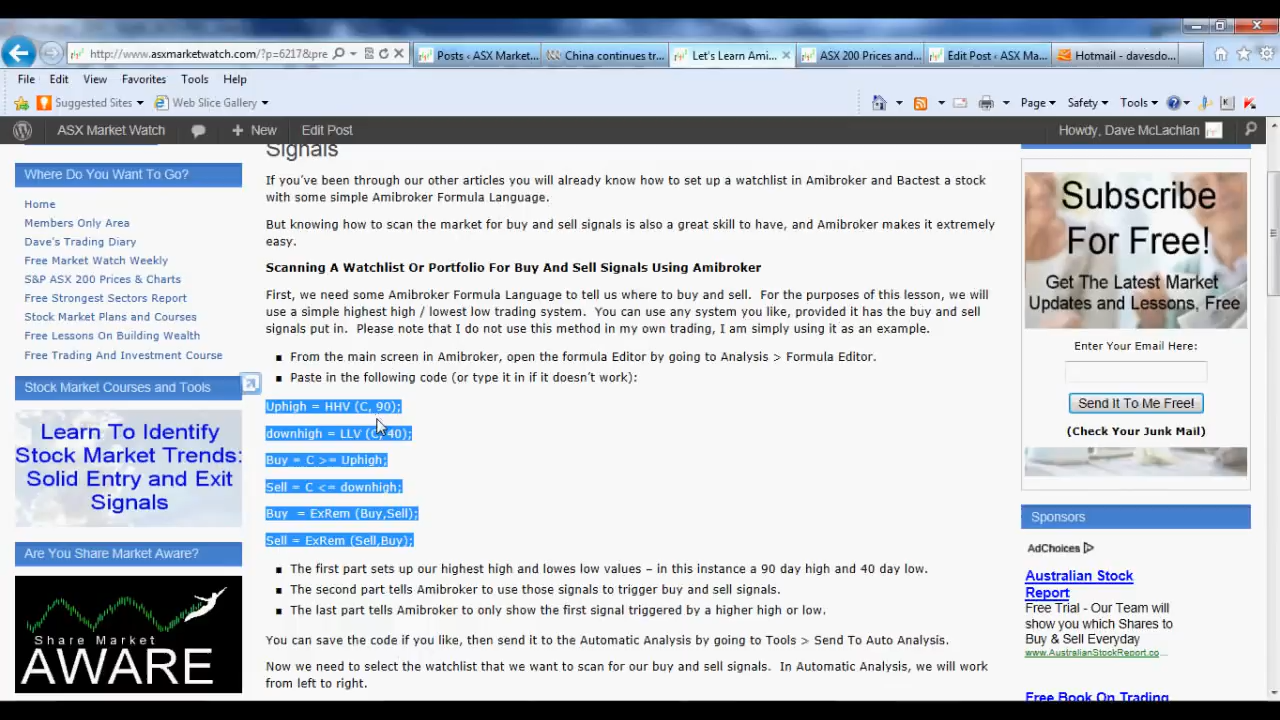 http://www.asxmarketwatch.com/?p=6217&pre
Posts ‹ ASX Market...
China continues tr...
Let's Learn Ami...
ASX 200 Prices and...
Edit Post ‹ ASX Ma...
Hotmail - davesdo...
File Edit View Favorites Tools Help
Suggested Sites
Web Slice Gallery
Page Safety Tools
ASX Market Watch
+ New
Edit Post
Howdy, Dave McLachlan
Where Do You Want To Go?
Home
Members Only Area
Dave's Trading Diary
Free Market Watch Weekly
S&P ASX 200 Prices & Charts
Free Strongest Sectors Report
Stock Market Plans and Courses
Free Lessons On Building Wealth
Free Trading And Investment Course
Stock Market Courses and Tools
Learn To Identify
Stock Market Trends:
Solid Entry and Exit
Signals
Are You Share Market Aware?
Share Market
AWARE
Signals
If you've been through our other articles you will already know how to set up a watchlist in Amibroker and Bactest a stock
with some simple Amibroker Formula Language.
But knowing how to scan the market for buy and sell signals is also a great skill to have, and Amibroker makes it extremely
easy.
Scanning A Watchlist Or Portfolio For Buy And Sell Signals Using Amibroker
First, we need some Amibroker Formula Language to tell us where to buy and sell. For the purposes of this lesson, we will
use a simple highest high / lowest low trading system. You can use any system you like, provided it has the buy and sell
signals put in. Please note that I do not use this method in my own trading, I am simply using it as an example.
From the main screen in Amibroker, open the formula Editor by going to Analysis > Formula Editor.
Paste in the following code (or type it in if it doesn't work):
Uphigh = HHV (C, 90);
downhigh = LLV (C, 40);
Buy = C >= Uphigh;
Sell = C <= downhigh;
Buy = ExRem (Buy,Sell);
Sell = ExRem (Sell,Buy);
The first part sets up our highest high and lowes low values – in this instance a 90 day high and 40 day low.
The second part tells Amibroker to use those signals to trigger buy and sell signals.
The last part tells Amibroker to only show the first signal triggered by a higher high or low.
You can save the code if you like, then send it to the Automatic Analysis by going to Tools > Send To Auto Analysis.
Now we need to select the watchlist that we want to scan for our buy and sell signals. In Automatic Analysis, we will work
from left to right.
Subscribe
For Free!
Get The Latest Market
Updates and Lessons, Free
Enter Your Email Here:
Send It To Me Free!
(Check Your Junk Mail)
Sponsors
AdChoices
Australian Stock
Report
Free Trial - Our Team will
show you which Shares to
Buy & Sell Everyday
www.AustralianStockReport.co...
Free Book On Trading